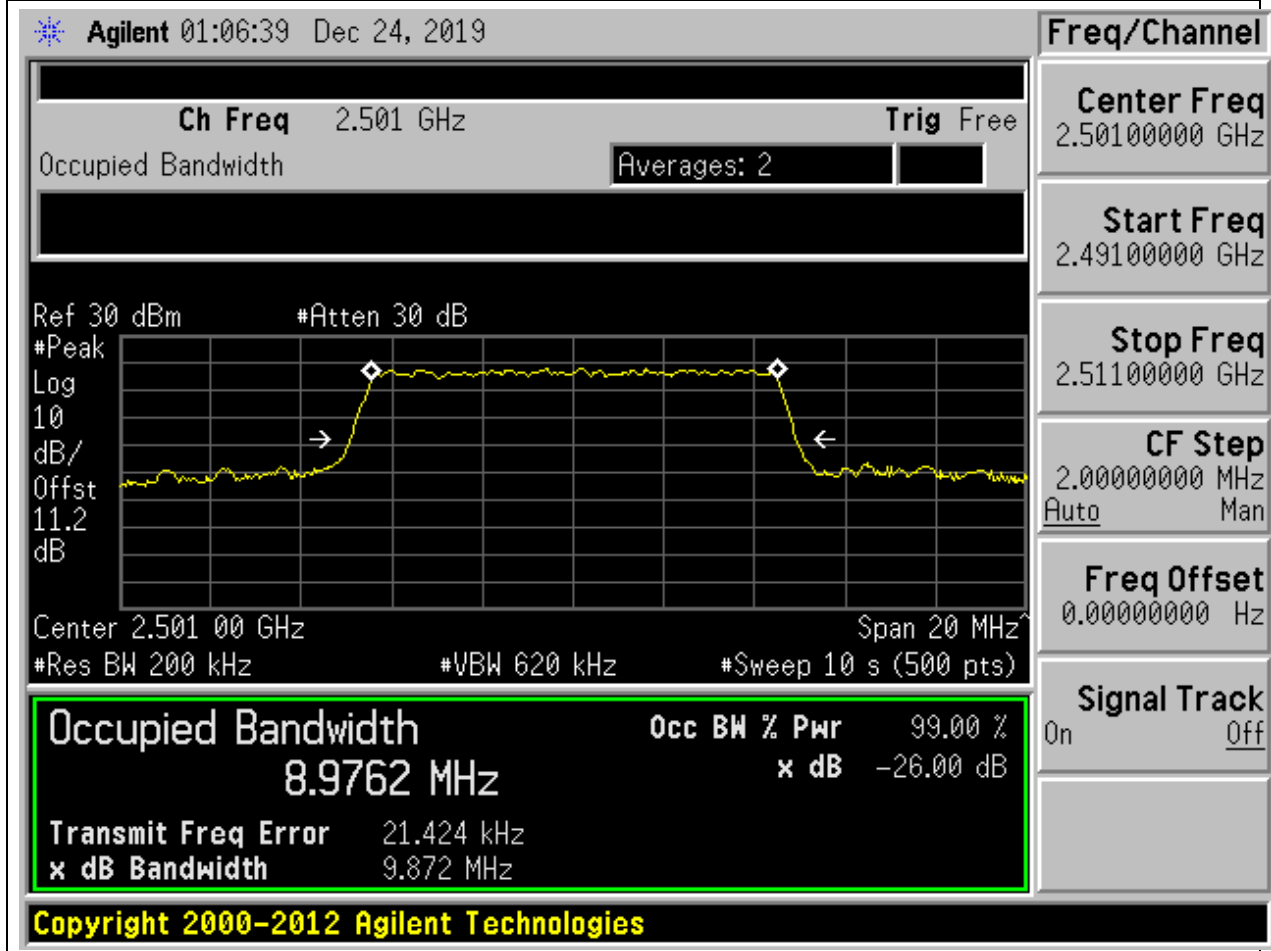 Agilent 01:06:39 Dec 24, 2019
Ch Freq 2.501 GHz Trig Free
Occupied Bandwidth Averages: 2
Ref 30 dBm #Atten 30 dB
#Peak
Log
10
dB/
Offst
11.2
dB
Center 2.501 00 GHz Span 20 MHz^
#Res BW 200 kHz #VBW 620 kHz #Sweep 10 s (500 pts)
Occupied Bandwidth Occ BW % Pwr 99.00 %
8.9762 MHz x dB -26.00 dB
Transmit Freq Error 21.424 kHz
x dB Bandwidth 9.872 MHz
Copyright 2000-2012 Agilent Technologies
Freq/Channel
Center Freq
2.50100000 GHz
Start Freq
2.49100000 GHz
Stop Freq
2.51100000 GHz
CF Step
2.00000000 MHz
Auto Man
Freq Offset
0.00000000 Hz
Signal Track
On Off